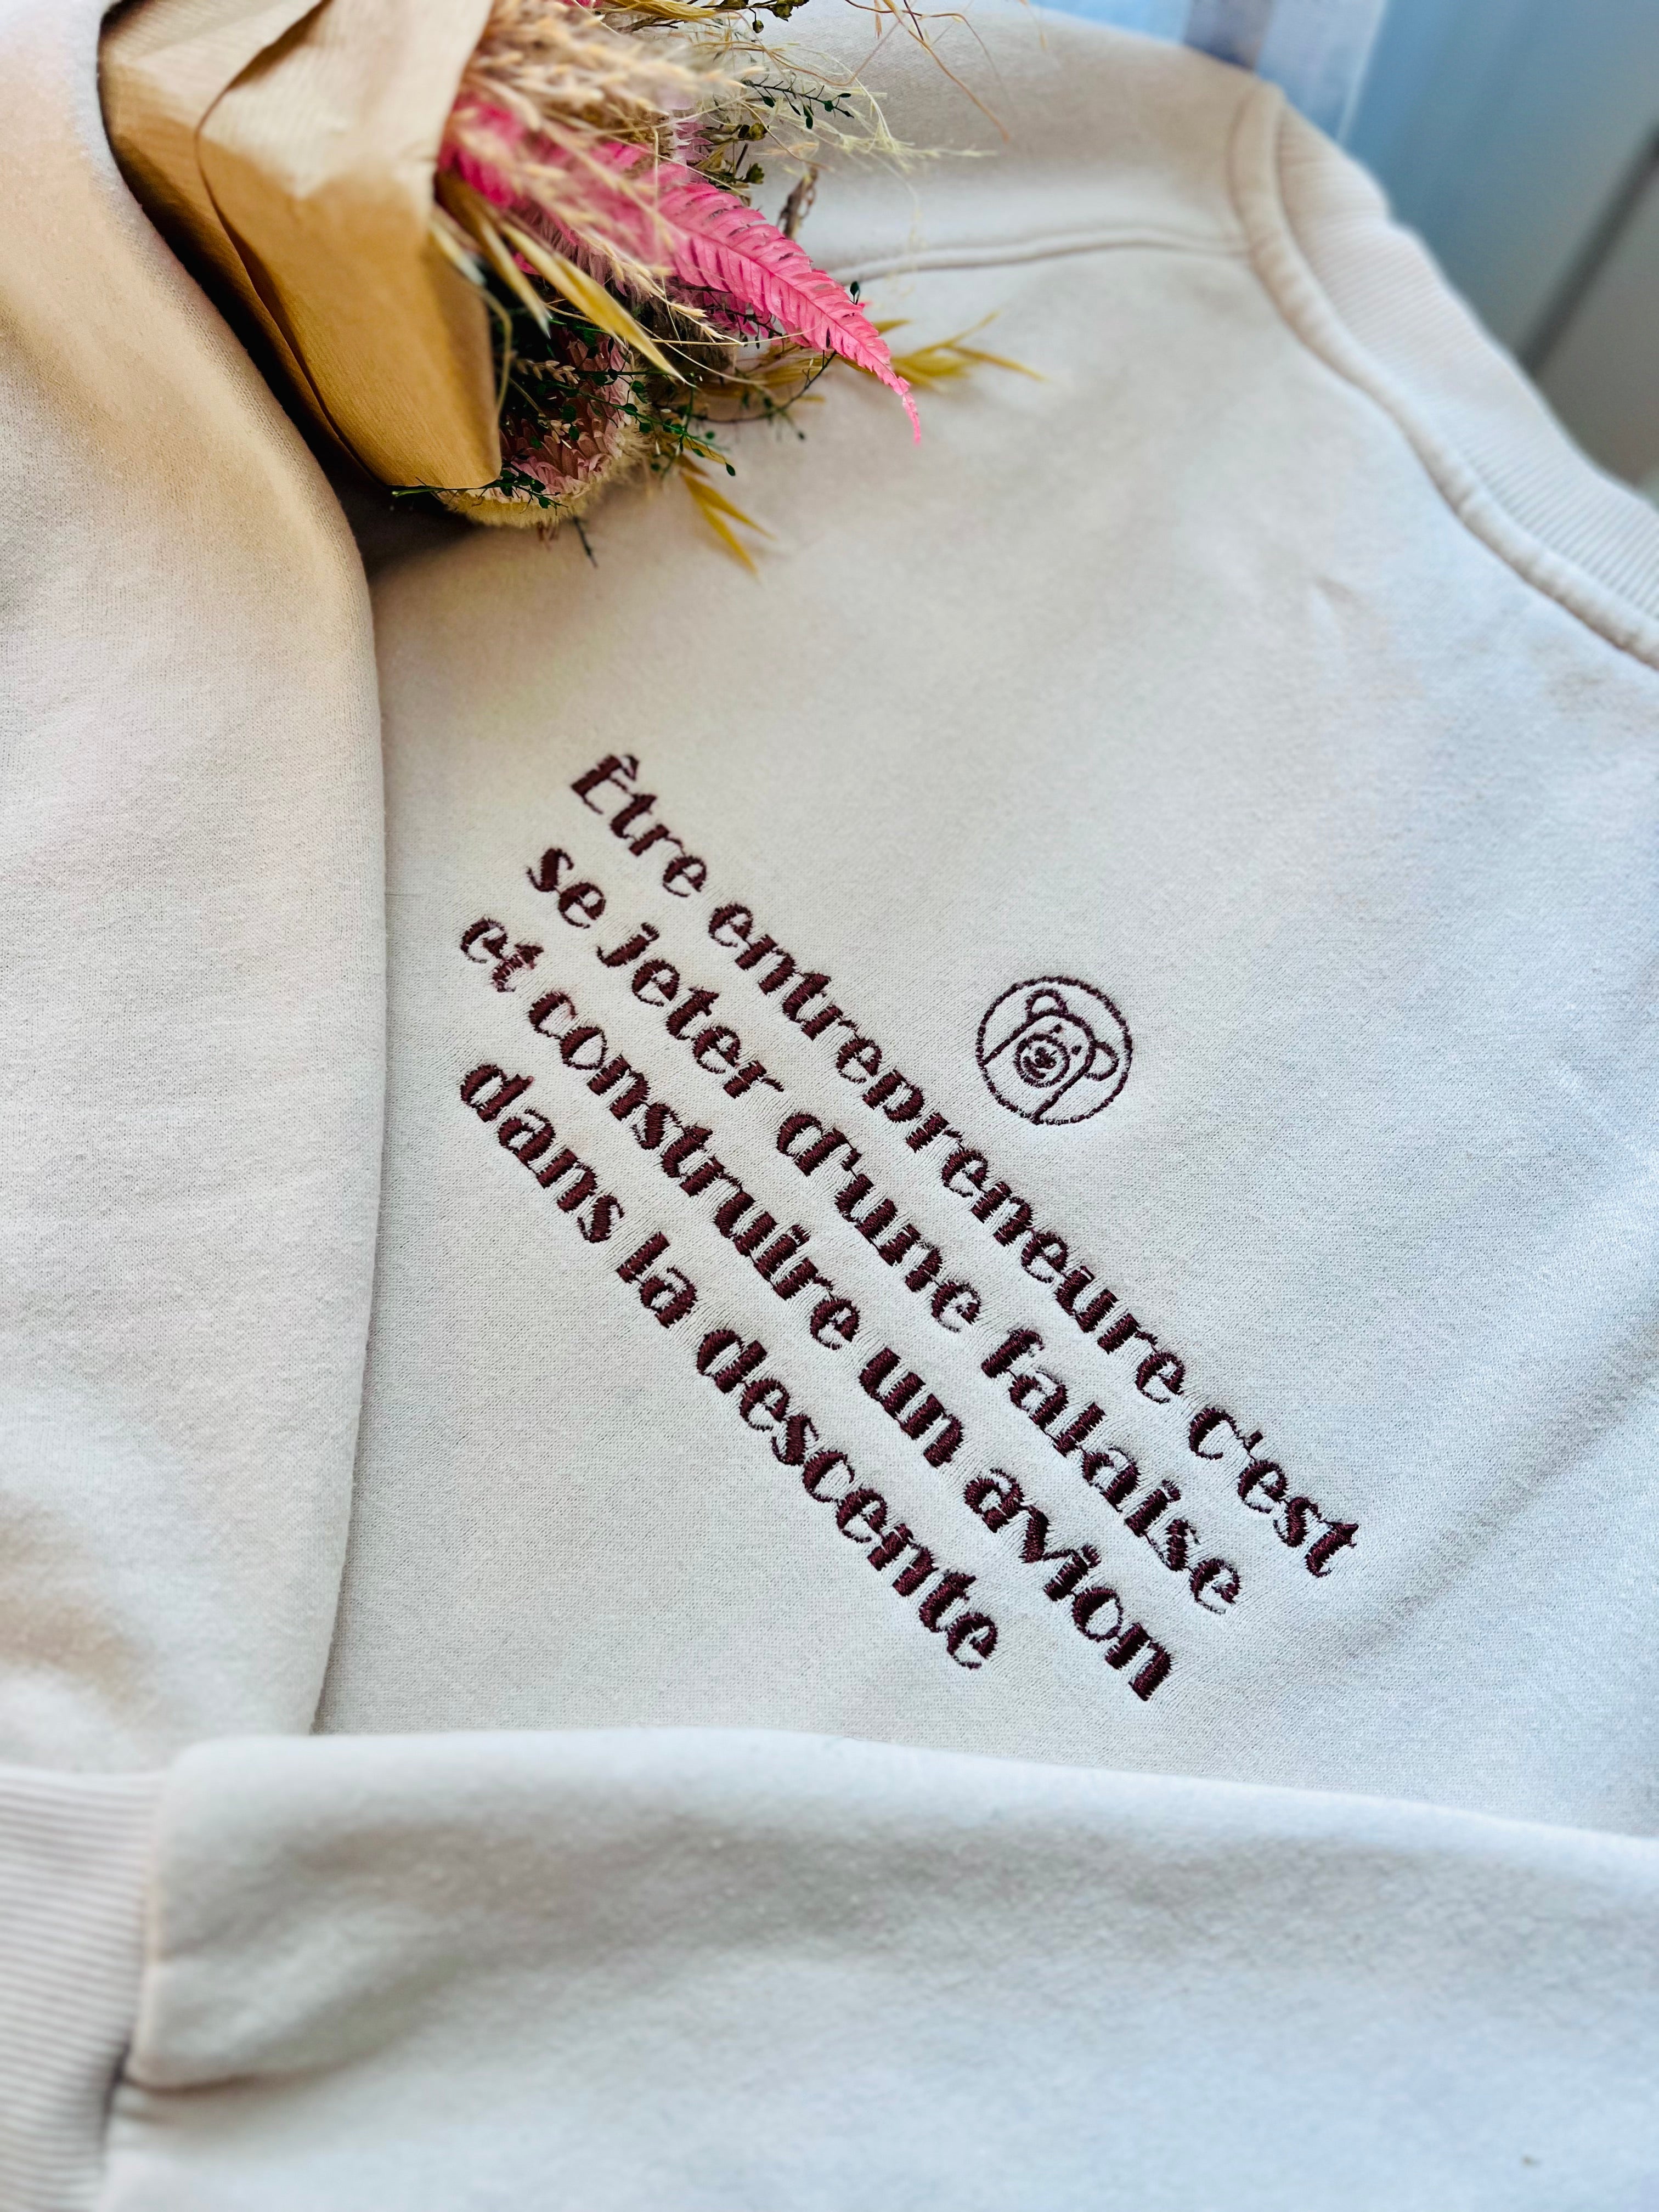 Être entrepreneure c'est
se jeter d'une falaise
et construire un avion
dans la descente